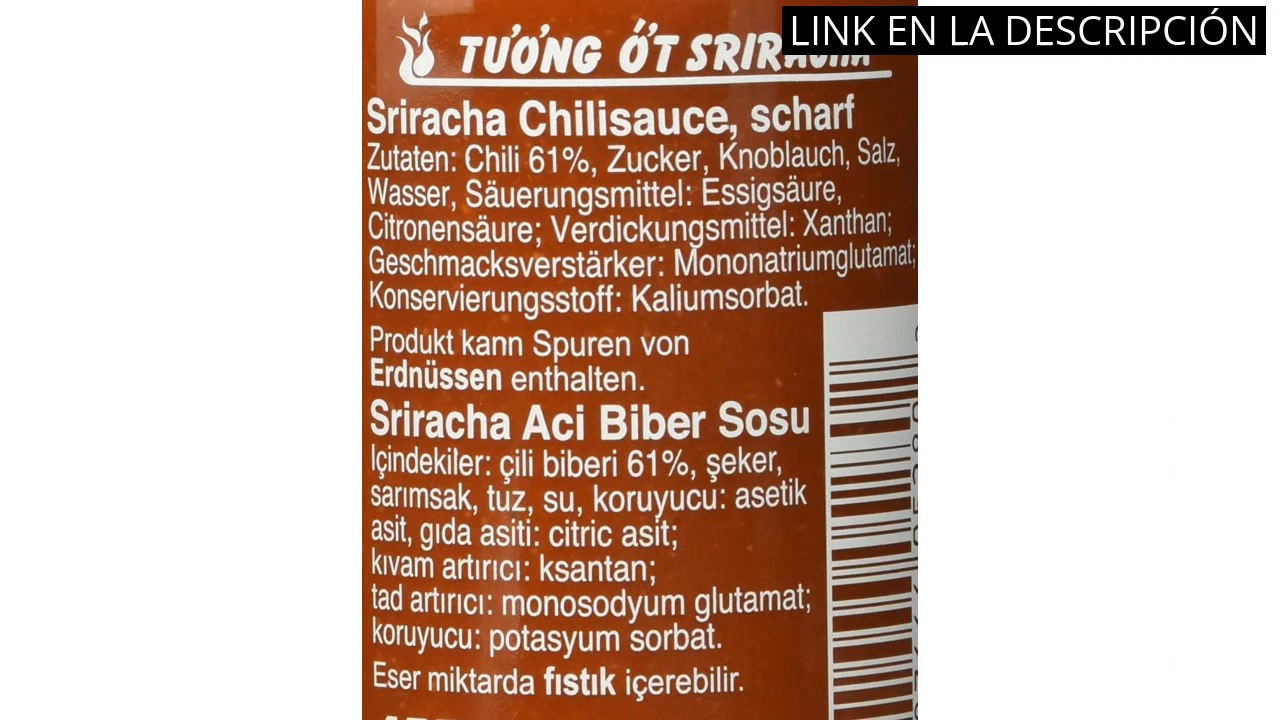 LINK EN LA DESCRIPCIÓN
TƯƠNG ỚT SRIRACHA
Sriracha Chilisauce, scharf
Zutaten: Chili 61%, Zucker, Knoblauch, Salz,
Wasser, Säuerungsmittel: Essigsäure,
Citronensäure; Verdickungsmittel: Xanthan;
Geschmacksverstärker: Mononatriumglutamat;
Konservierungsstoff: Kaliumsorbat.
Produkt kann Spuren von
Erdnüssen enthalten.
Sriracha Aci Biber Sosu
Içindekiler: çili biberi 61%, şeker,
sarımsak, tuz, su, koruyucu: asetik
asit, gıda asiti: citric asit;
kıvam artırıcı: ksantan;
tad artırıcı: monosodyum glutamat;
koruyucu: potasyum sorbat.
Eser miktarda fıstık içerebilir.